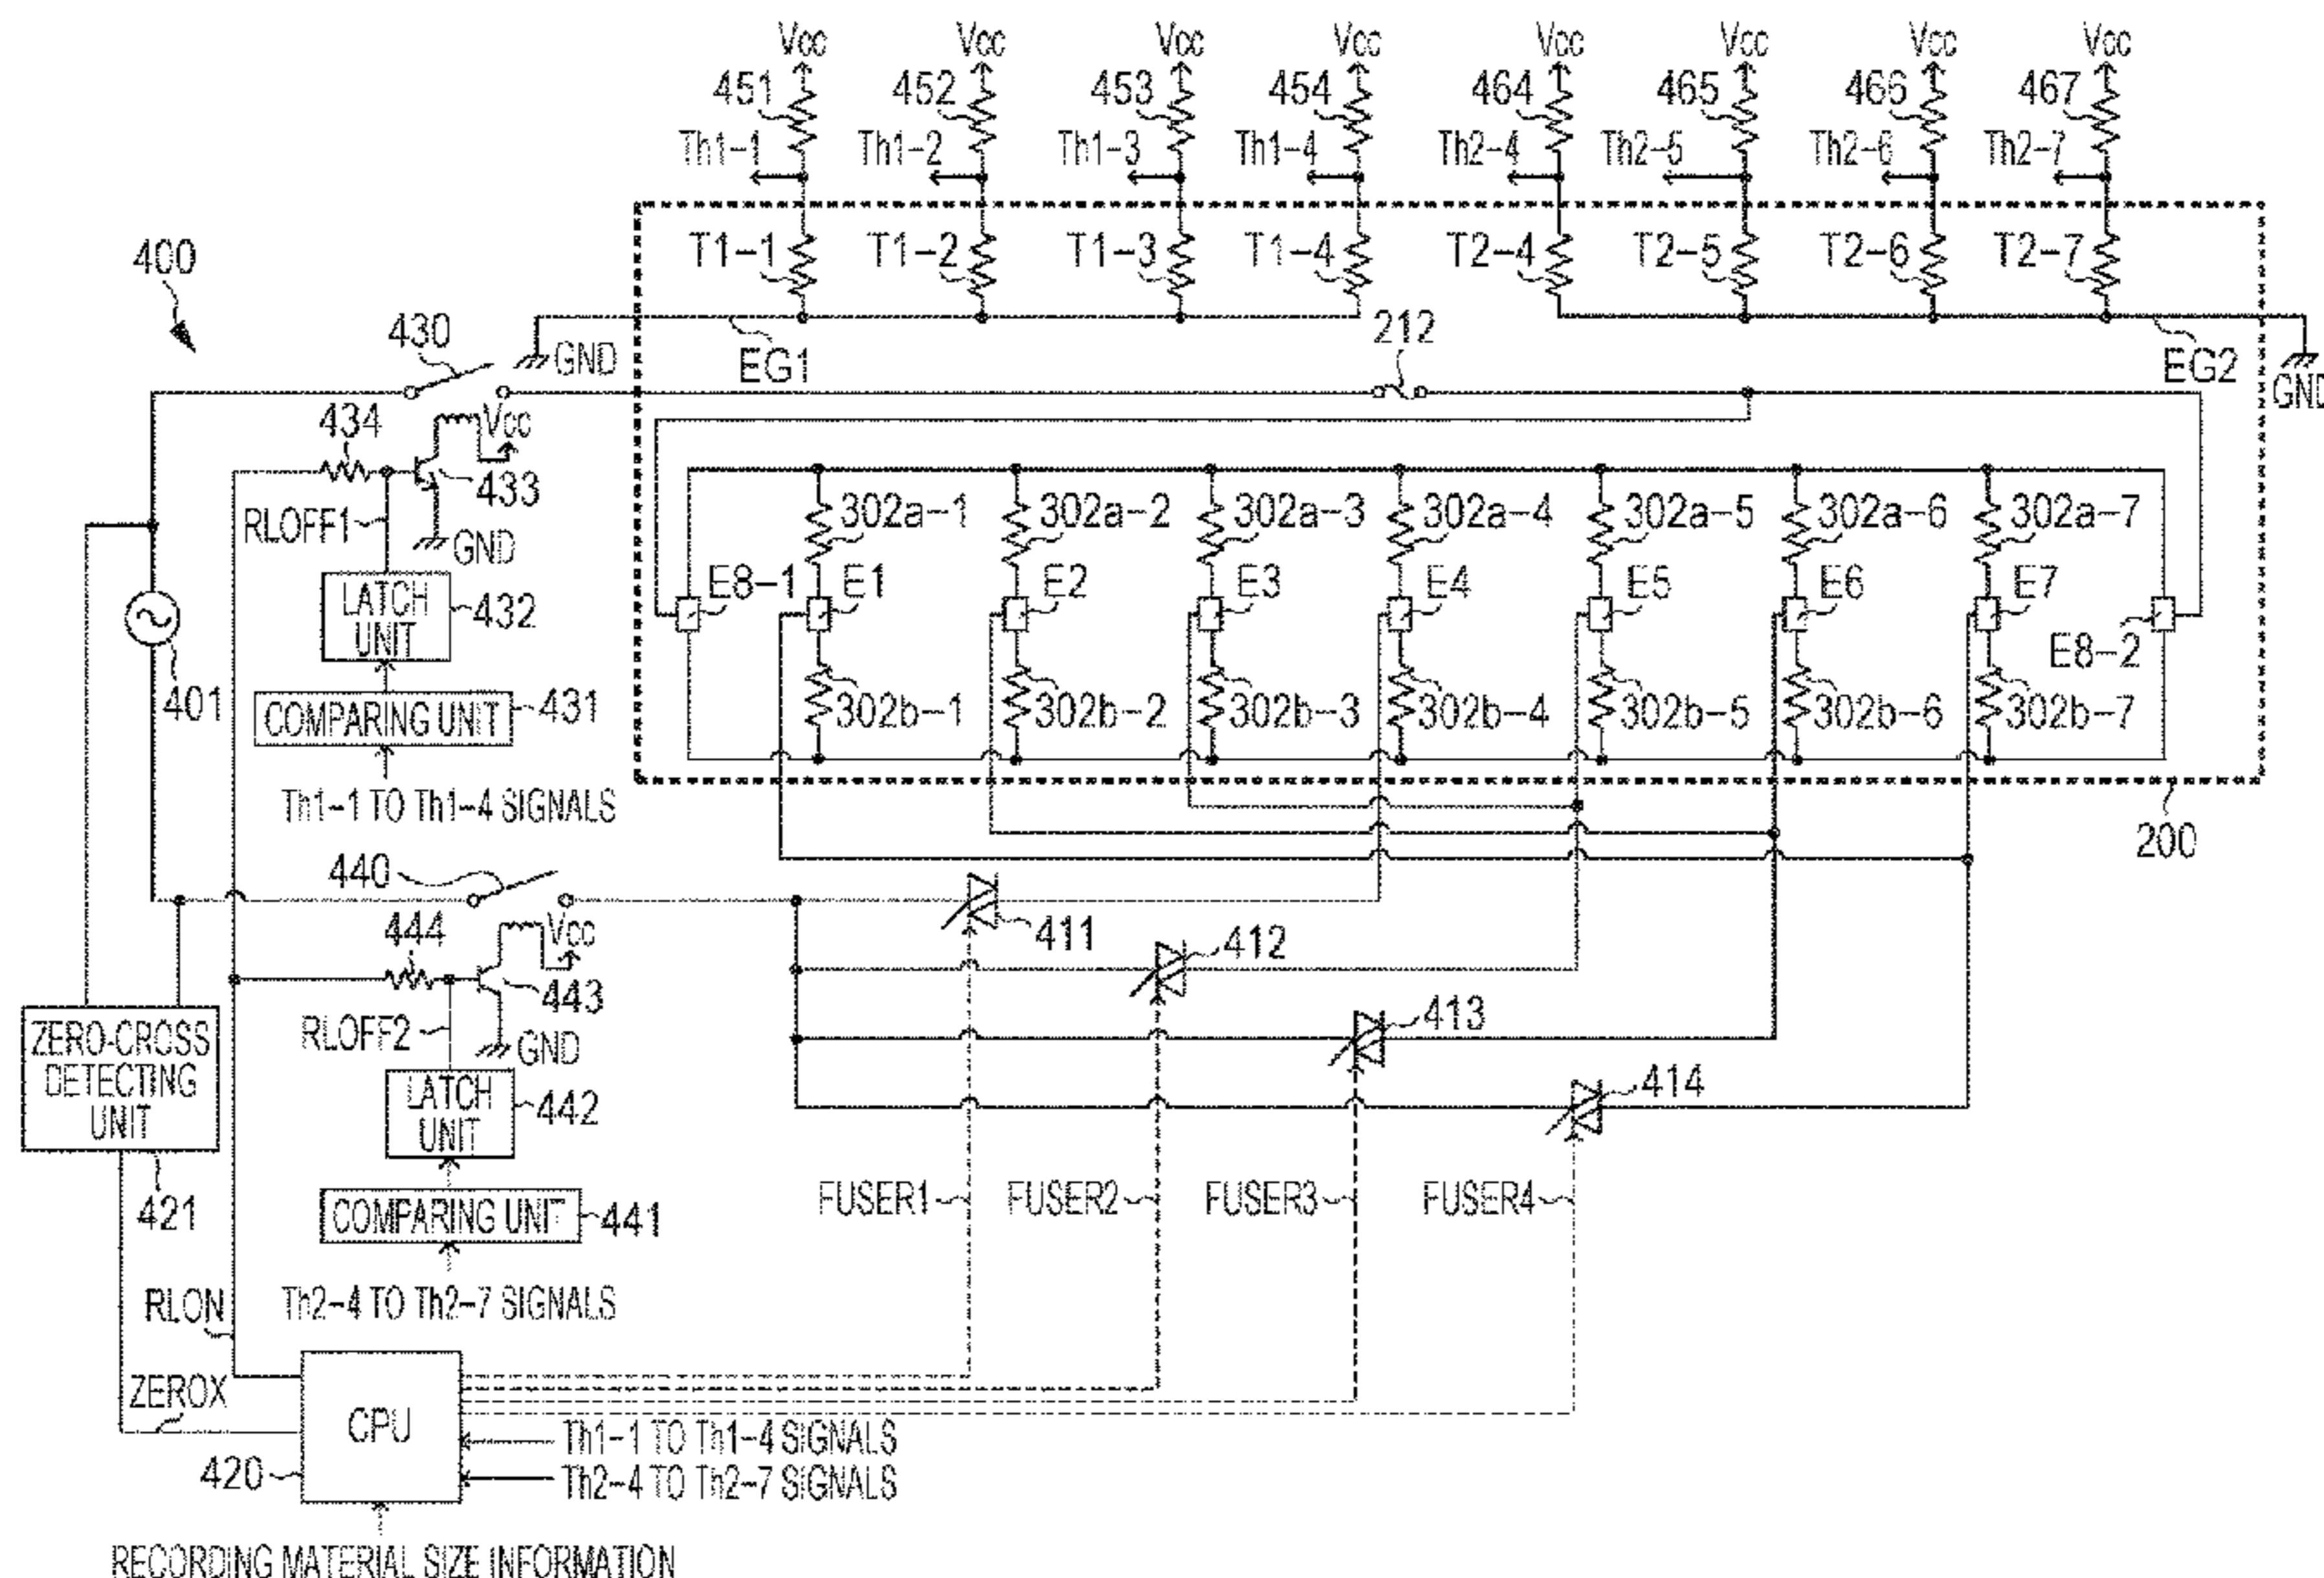 Vcc Vcc Vcc Vcc Vcc Vcc Vcc Vcc
451 452 453 454 464 465 466 467
Th1-1 Th1-2 Th1-3 Th1-4 Th2-4 Th2-5 Th2-6 Th2-7
T1-1 T1-2 T1-3 T1-4 T2-4 T2-5 T2-6 T2-7
400
430
GND
EG1
212
EG2
GND
434
Vcc
433
RLOFF1
GND
302a-1 302a-2 302a-3 302a-4 302a-5 302a-6 302a-7
E8-1 E1 E2 E3 E4 E5 E6 E7
E8-2
LATCH
UNIT
432
401
COMPARING UNIT
431
302b-1 302b-2 302b-3 302b-4 302b-5 302b-6 302b-7
Th1-1 TO Th1-4 SIGNALS
200
440
444
Vcc
443
RLOFF2
GND
411
412
413
414
ZERO-CROSS
DETECTING
UNIT
421
LATCH
UNIT
442
COMPARING UNIT
441
FUSER1 FUSER2 FUSER3 FUSER4
Th2-4 TO Th2-7 SIGNALS
RLON
ZEROX
CPU
420
Th1-1 TO Th1-4 SIGNALS
Th2-4 TO Th2-7 SIGNALS
RECORDING MATERIAL SIZE INFORMATION